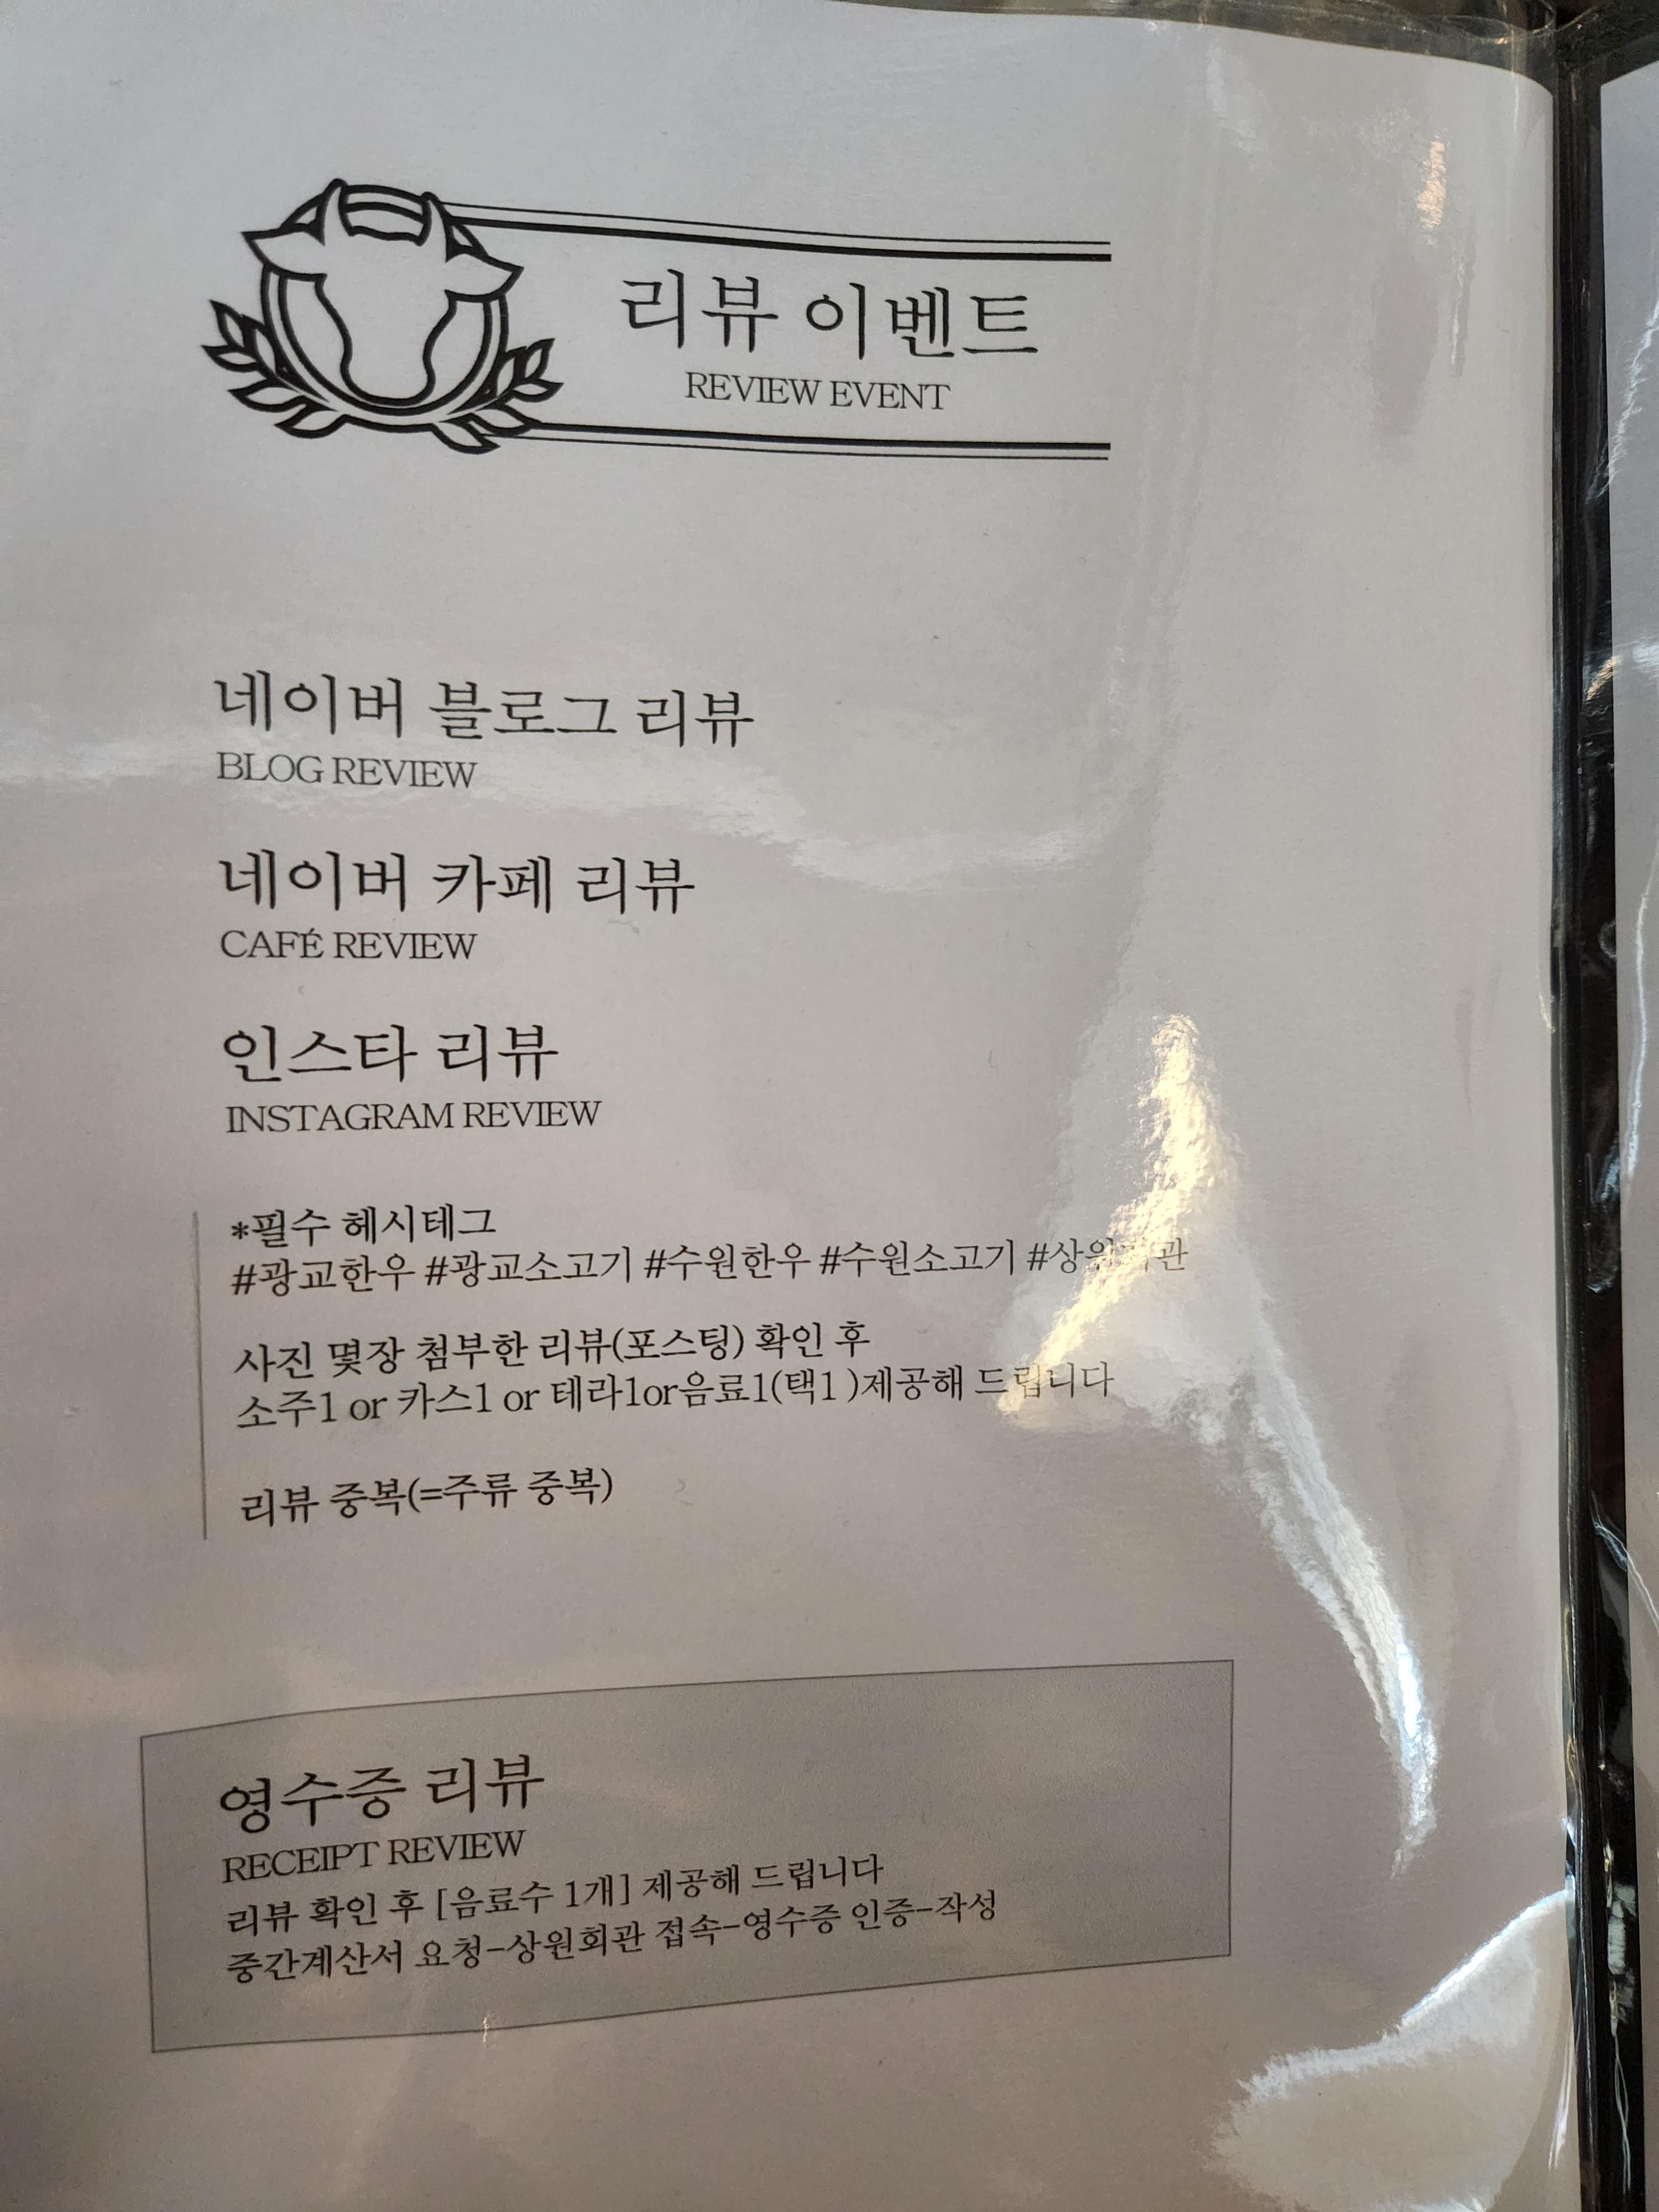 리뷰 이벤트
REVIEW EVENT
네이버 블로그 리뷰
BLOG REVIEW
네이버 카페 리뷰
CAFÉ REVIEW
인스타 리뷰
INSTAGRAM REVIEW
*필수 헤시테그
#광교한우 #광교소고기 #수원한우 #수원소고기
사진 몇장 첨부한 리뷰(포스팅) 확인 후
소주1 or 카스1 or 테라1or음료1(택1 )제공해 드립니다
리뷰 중복(=주류 중복)
영수증 리뷰
RECEIPT REVIEW
리뷰 확인 후 [음료수 1개] 제공해 드립니다
중간계산서 요청-상원회관 접속-영수증 인증-작성